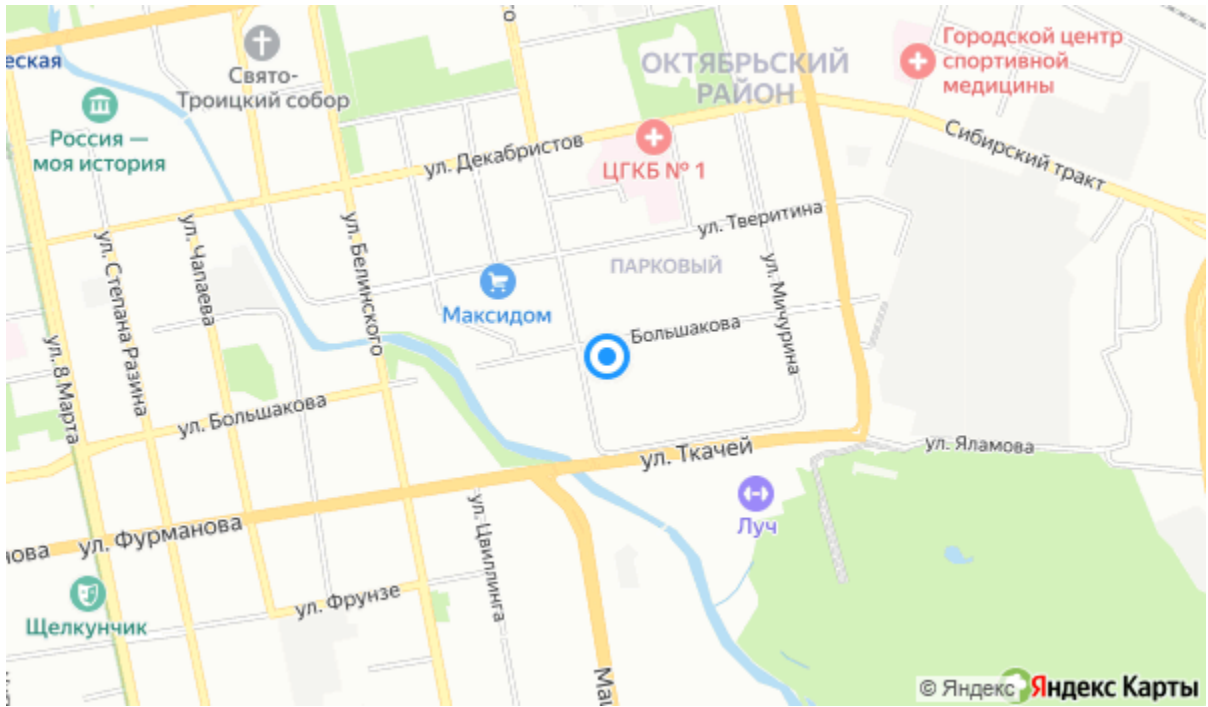 еская
Свято-
Троицкий собор
Россия —
моя история
ОКТЯБРЬСКИЙ
РАЙОН
Городской центр
спортивной
медицины
Сибирский тракт
ул. Декабристов
ЦГКБ № 1
ул. Тверитина
ПАРКОВЫЙ
ул. Мичурина
ул. Чапаева
ул. Степана Разина
ул. Белинского
ул. 8 Марта
Максидом
Большакова
ул. Большакова
ул. Ткачей
ул. Яламова
Луч
нова
ул. Фурманова
ул. Цвиллинга
ул. Фрунзе
Щелкунчик
© Яндекс
Яндекс Карты